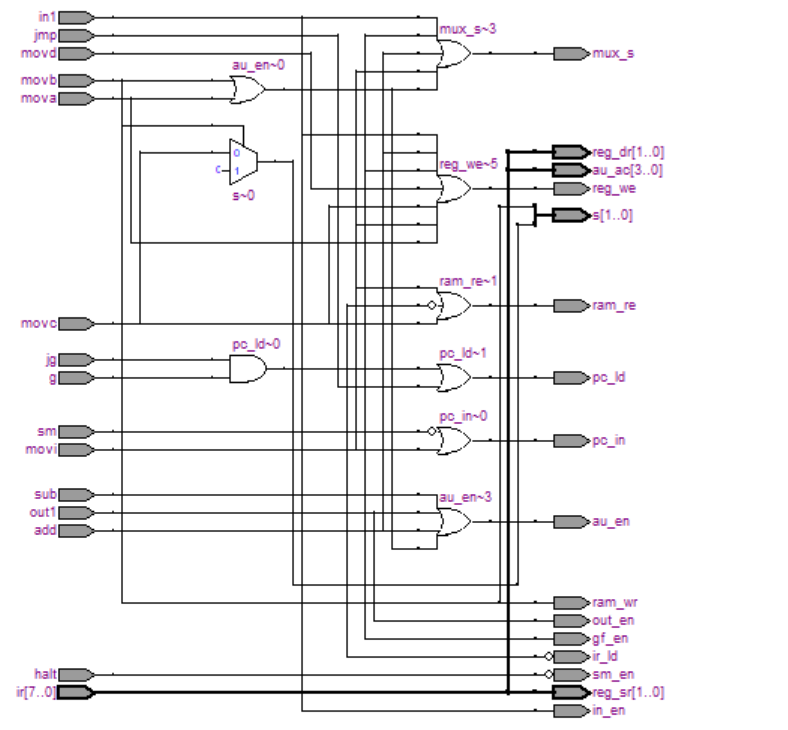 in1
jmp
movd
movb
mova
au_en~0
0
c
1
s~0
mux_s~3
mux_s
reg_we~5
reg_dr[1..0]
au_ac[3..0]
reg_we
s[1..0]
ram_re~1
ram_re
movc
jg
g
pc_ld~0
pc_ld~1
pc_ld
sm
movi
pc_in~0
pc_in
sub
out1
add
au_en~3
au_en
ram_wr
out_en
gf_en
ir_ld
halt
sm_en
ir[7..0]
reg_sr[1..0]
in_en